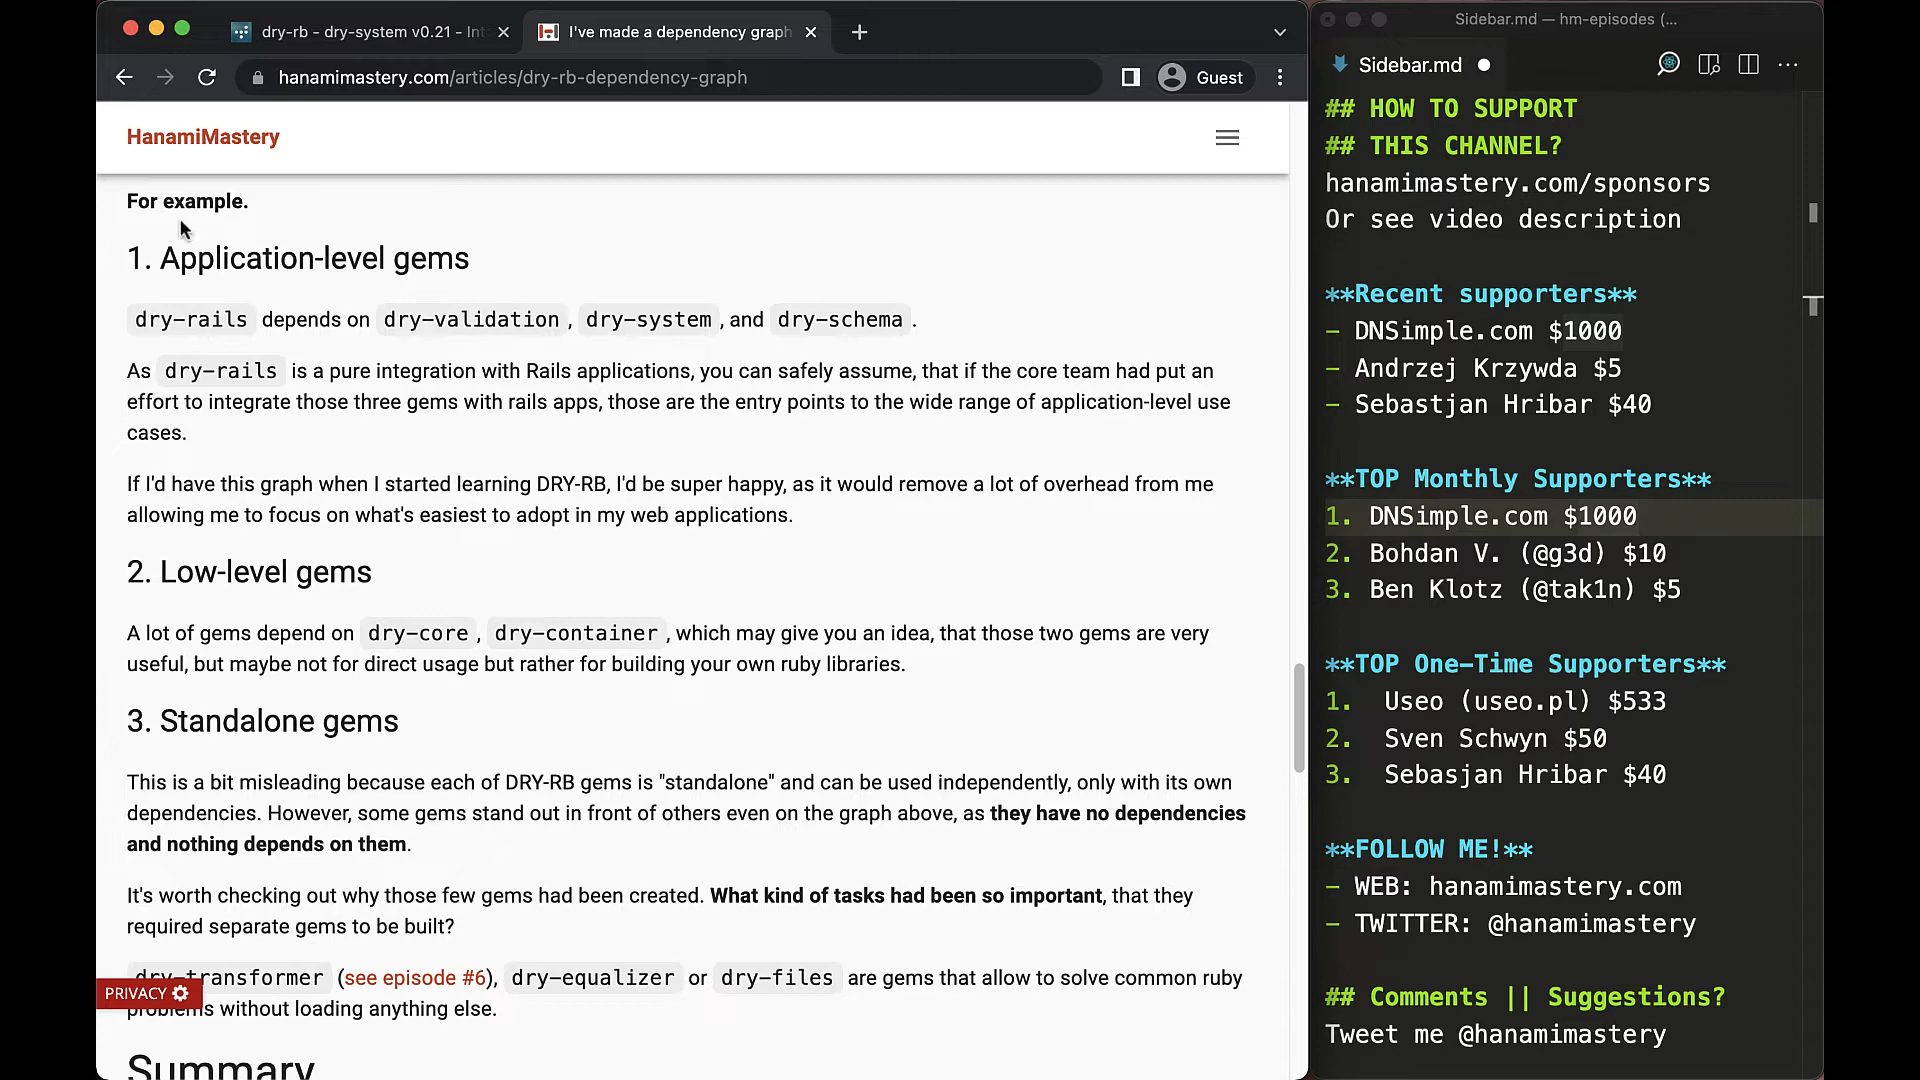 dry-rb - dry-system v0.21 - Int
I've made a dependency graph
hanamimastery.com/articles/dry-rb-dependency-graph
Guest
HanamiMastery
For example.
1. Application-level gems
dry-rails depends on dry-validation , dry-system , and dry-schema .
As dry-rails is a pure integration with Rails applications, you can safely assume, that if the core team had put an
effort to integrate those three gems with rails apps, those are the entry points to the wide range of application-level use
cases.
If I'd have this graph when I started learning DRY-RB, I'd be super happy, as it would remove a lot of overhead from me
allowing me to focus on what's easiest to adopt in my web applications.
2. Low-level gems
A lot of gems depend on dry-core , dry-container , which may give you an idea, that those two gems are very
useful, but maybe not for direct usage but rather for building your own ruby libraries.
3. Standalone gems
This is a bit misleading because each of DRY-RB gems is "standalone" and can be used independently, only with its own
dependencies. However, some gems stand out in front of others even on the graph above, as they have no dependencies
and nothing depends on them.
It's worth checking out why those few gems had been created. What kind of tasks had been so important, that they
required separate gems to be built?
dry-transformer (see episode #6), dry-equalizer or dry-files are gems that allow to solve common ruby
PRIVACY
problems without loading anything else.
Summary
Sidebar.md — hm-episodes (...
Sidebar.md
## HOW TO SUPPORT
## THIS CHANNEL?
hanamimastery.com/sponsors
Or see video description
**Recent supporters**
- DNSimple.com $1000
- Andrzej Krzywda $5
- Sebastjan Hribar $40
**TOP Monthly Supporters**
1. DNSimple.com $1000
2. Bohdan V. (@g3d) $10
3. Ben Klotz (@tak1n) $5
**TOP One-Time Supporters**
1. Useo (useo.pl) $533
2. Sven Schwyn $50
3. Sebasjan Hribar $40
**FOLLOW ME!**
- WEB: hanamimastery.com
- TWITTER: @hanamimastery
## Comments || Suggestions?
Tweet me @hanamimastery